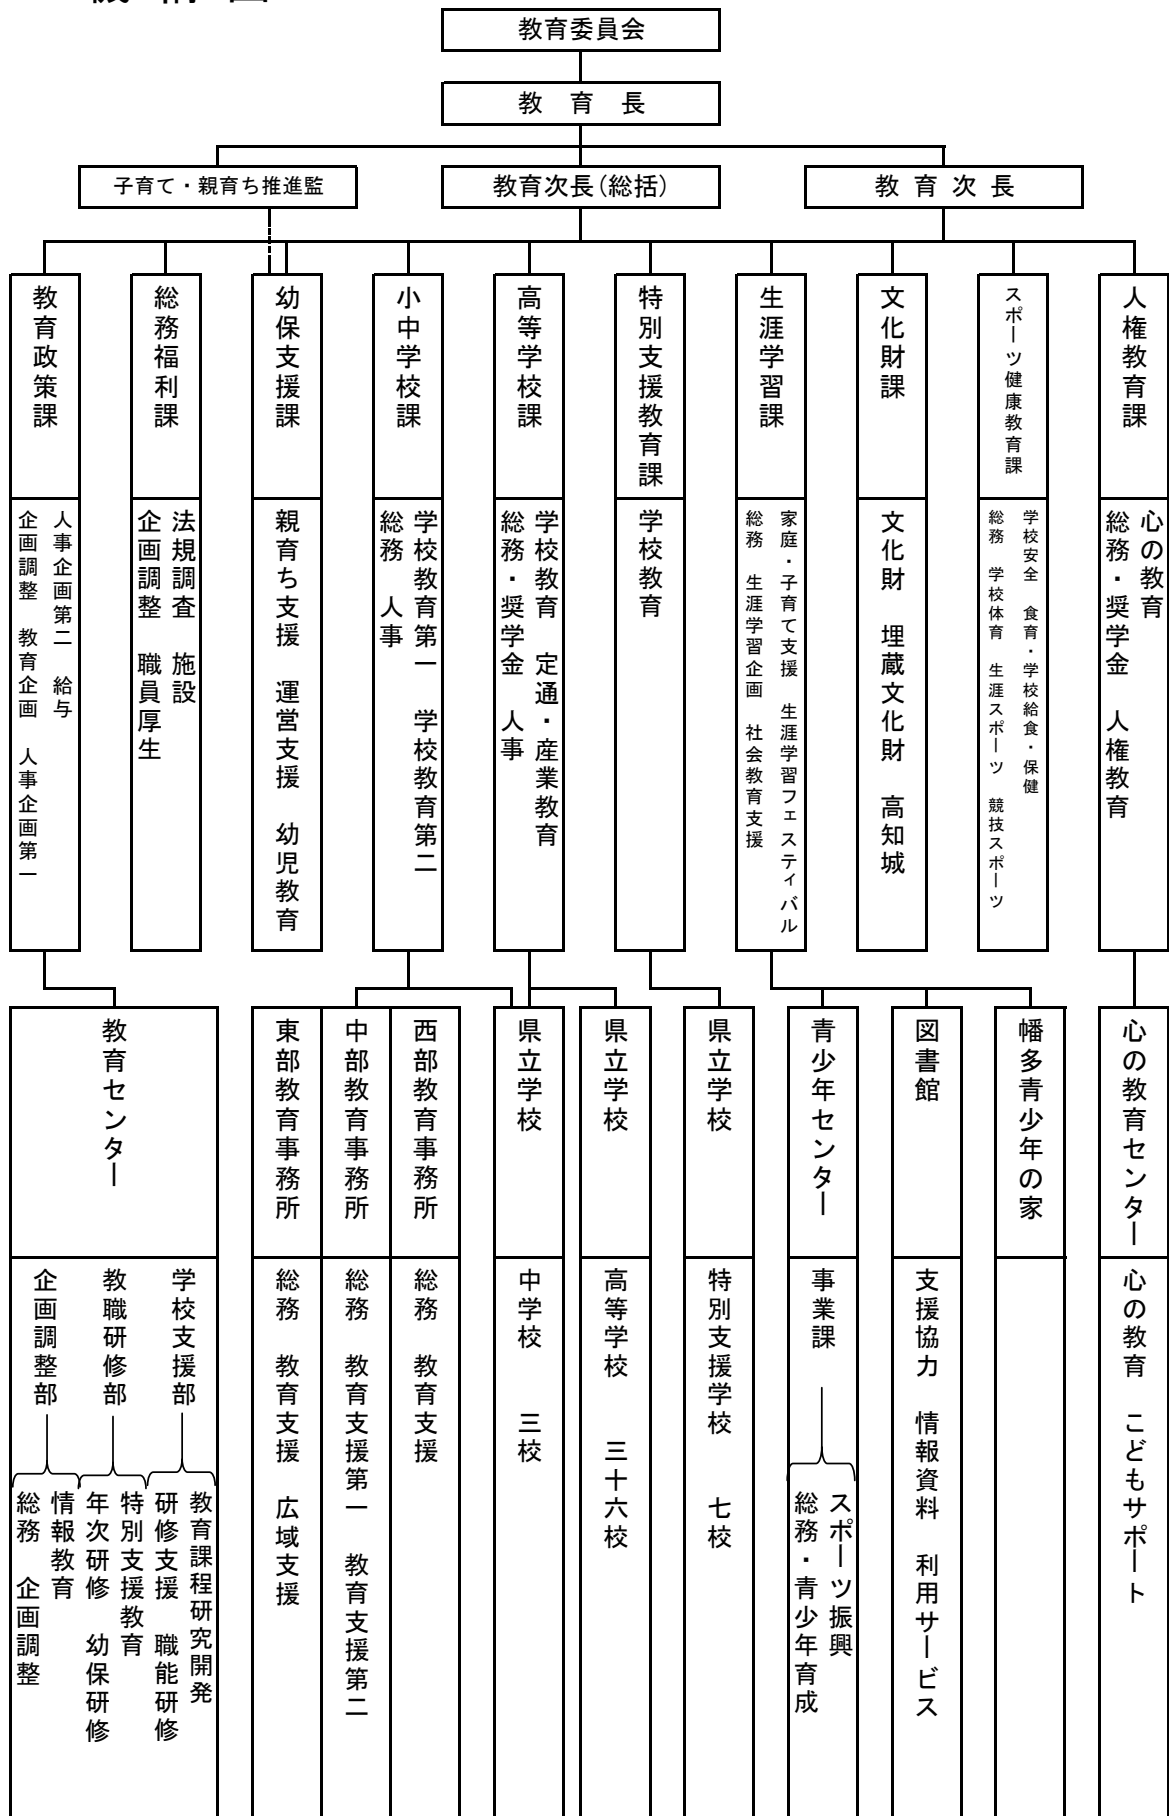 機 構 図
教育委員会
教 育 長
子育て・親育ち推進監
教育次長(総括)
教 育 次 長
教育政策課
総務福利課
幼保支援課
小中学校課
高等学校課
特別支援教育課
生涯学習課
文化財課
スポーツ健康教育課
人権教育課
人事企画第二 給与
企画調整 教育企画 人事企画第一
法規調査 施設
企画調整 職員厚生
親育ち支援 運営支援 幼児教育
学校教育第一 学校教育第二
総務 人事
学校教育 定通・産業教育
総務・奨学金 人事
学校教育
家庭・子育て支援 生涯学習フェスティバル
総務 生涯学習企画 社会教育支援
文化財 埋蔵文化財 高知城
学校安全 食育・学校給食・保健
総務 学校体育 生涯スポーツ 競技スポーツ
心の教育
総務・奨学金 人権教育
教育センター
東部教育事務所
中部教育事務所
西部教育事務所
県立学校
県立学校
県立学校
青少年センター
図書館
幡多青少年の家
心の教育センター
学校支援部
教職研修部
企画調整部
教育課程研究開発
研修支援 職能研修
特別支援教育
年次研修 幼保研修
情報教育
総務 企画調整
総務 教育支援 広域支援
総務 教育支援第一 教育支援第二
総務 教育支援
中学校 三校
高等学校 三十六校
特別支援学校 七校
事業課
スポーツ振興
総務・青少年育成
支援協力 情報資料 利用サービス
心の教育 こどもサポート